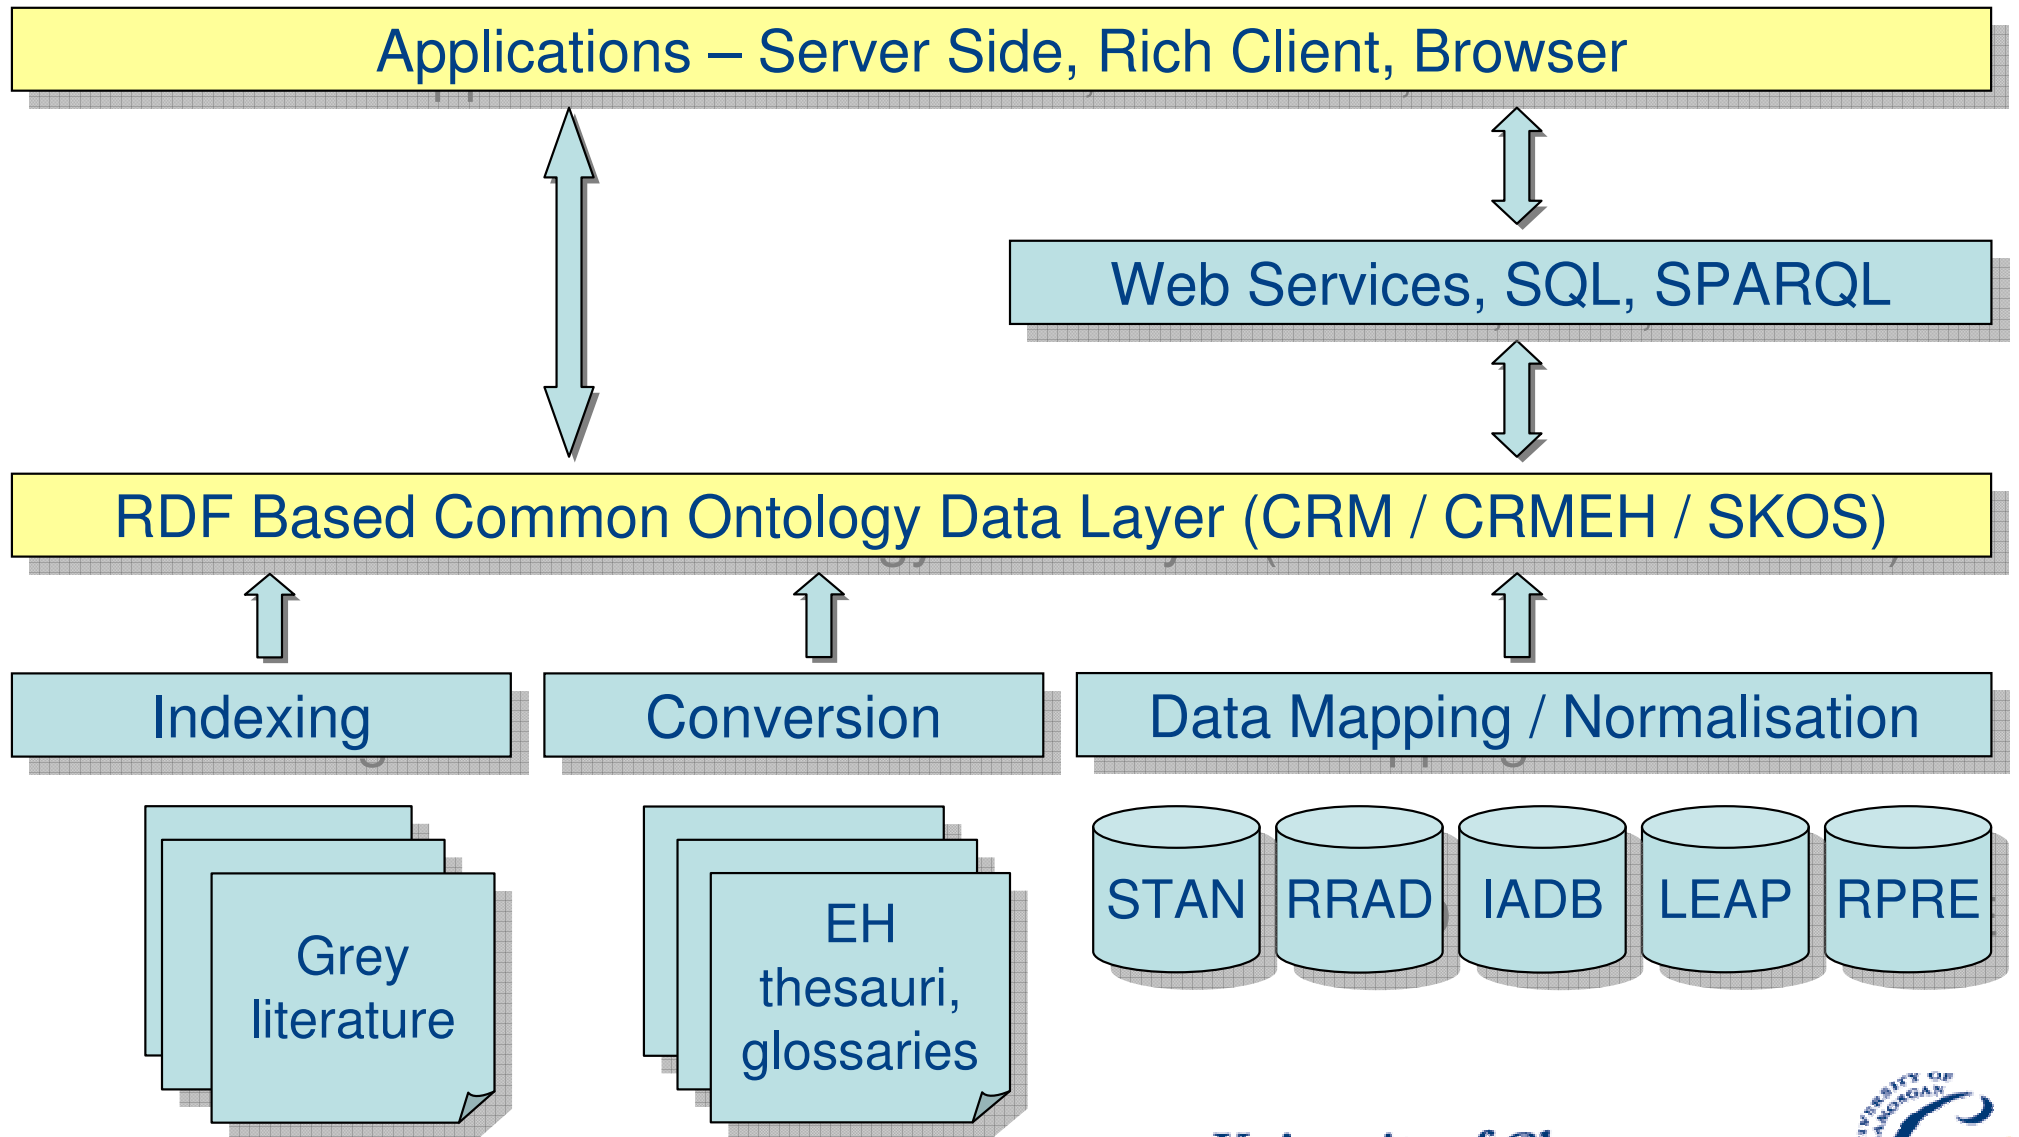 Applications – Server Side, Rich Client, Browser
Web Services, SQL, SPARQL
RDF Based Common Ontology Data Layer (CRM / CRMEH / SKOS)
Indexing
Conversion
Data Mapping / Normalisation
Grey
literature
EH
thesauri,
glossaries
STAN
RRAD
IADB
LEAP
RPRE